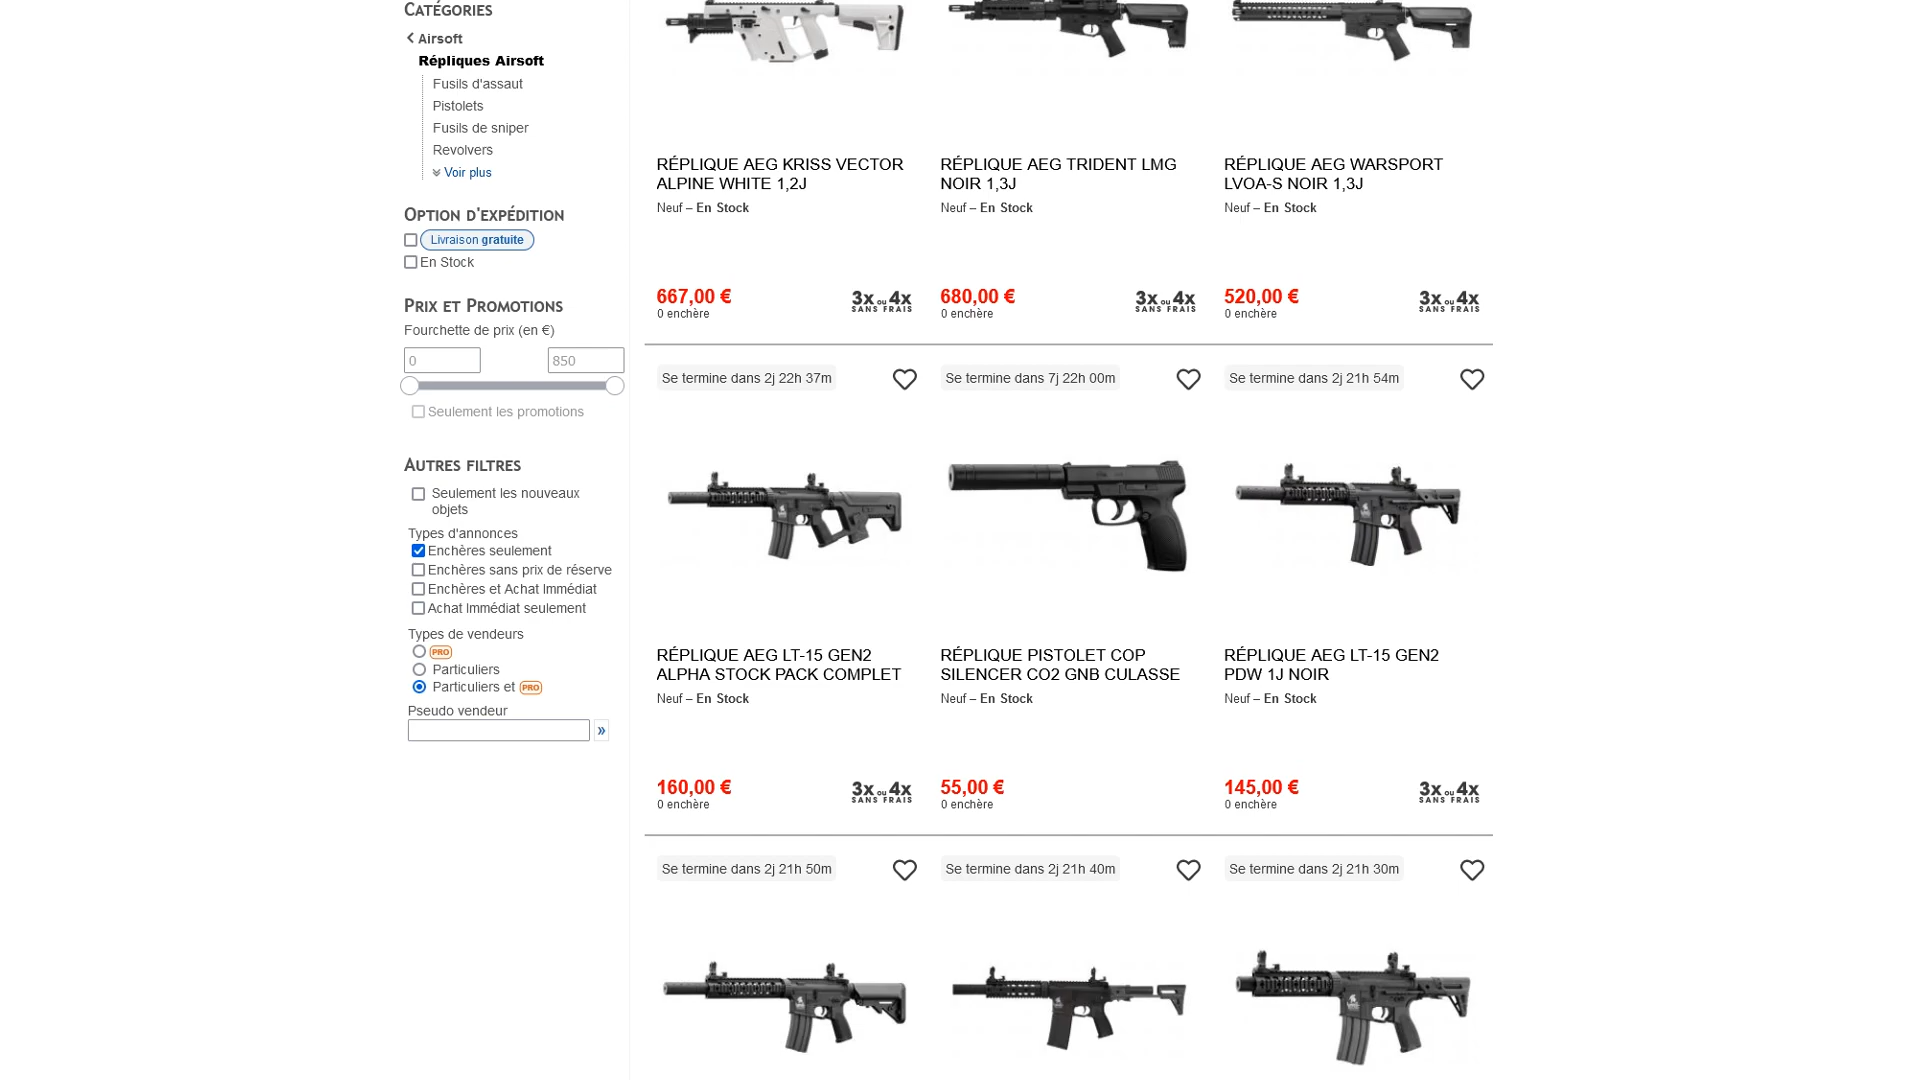 Catégories
Airsoft
Répliques Airsoft
Fusils d'assaut
Pistolets
Fusils de sniper
Revolvers
Voir plus
Option d'expédition
Livraison gratuite
En Stock
Prix et Promotions
Fourchette de prix (en €)
0
850
Seulement les promotions
Autres filtres
Seulement les nouveaux
objets
Types d'annonces
Enchères seulement
Enchères sans prix de réserve
Enchères et Achat Immédiat
Achat Immédiat seulement
Types de vendeurs
PRO
Particuliers
Particuliers et PRO
Pseudo vendeur
»
RÉPLIQUE AEG KRISS VECTOR
ALPINE WHITE 1,2J
Neuf – En Stock
667,00 €
0 enchère
3x ou 4x
SANS FRAIS
RÉPLIQUE AEG TRIDENT LMG
NOIR 1,3J
Neuf – En Stock
680,00 €
0 enchère
3x ou 4x
SANS FRAIS
RÉPLIQUE AEG WARSPORT
LVOA-S NOIR 1,3J
Neuf – En Stock
520,00 €
0 enchère
3x ou 4x
SANS FRAIS
Se termine dans 2j 22h 37m
RÉPLIQUE AEG LT-15 GEN2
ALPHA STOCK PACK COMPLET
Neuf – En Stock
160,00 €
0 enchère
3x ou 4x
SANS FRAIS
Se termine dans 7j 22h 00m
RÉPLIQUE PISTOLET COP
SILENCER CO2 GNB CULASSE
Neuf – En Stock
55,00 €
0 enchère
Se termine dans 2j 21h 54m
RÉPLIQUE AEG LT-15 GEN2
PDW 1J NOIR
Neuf – En Stock
145,00 €
0 enchère
3x ou 4x
SANS FRAIS
Se termine dans 2j 21h 50m
Se termine dans 2j 21h 40m
Se termine dans 2j 21h 30m